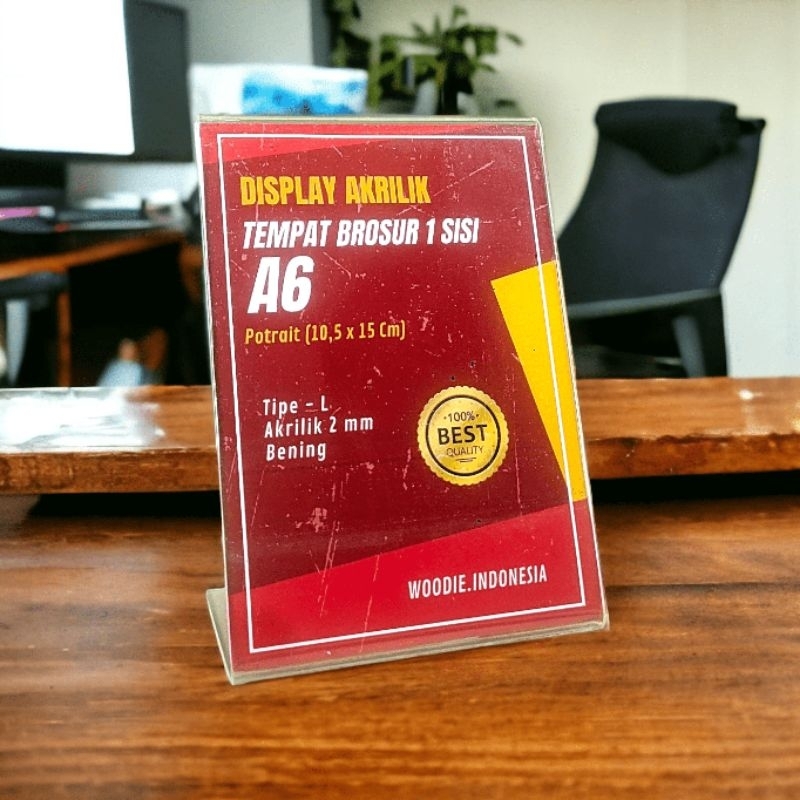 DISPLAY AKRILIK
TEMPAT BROSUR 1 SISI
A6
Potrait (10,5 x 15 Cm)
Tipe - L
Akrilik 2 mm
Bening
100%
BEST
QUALITY
WOODIE.INDONESIA